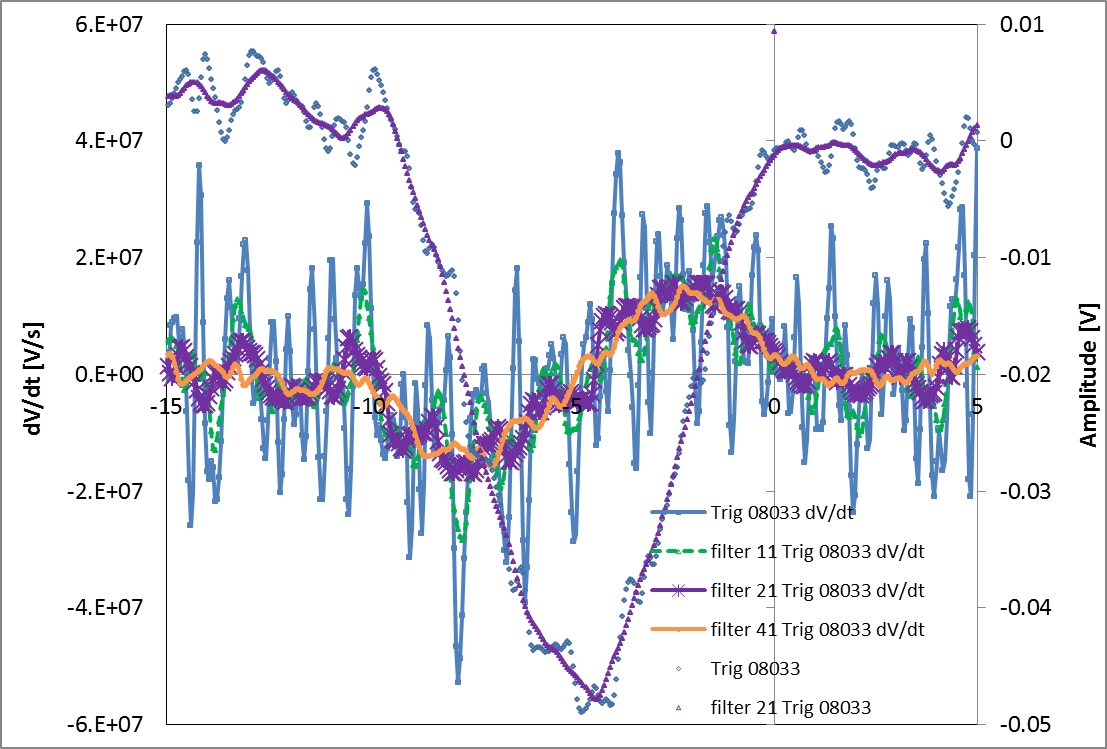 6.E+07
4.E+07
2.E+07
0.E+00
-2.E+07
-4.E+07
-6.E+07
dV/dt [V/s]
-15
-10
-5
0
5
0.01
0
-0.01
-0.02
-0.03
-0.04
-0.05
Amplitude [V]
Trig 08033 dV/dt
filter 11 Trig 08033 dV/dt
filter 21 Trig 08033 dV/dt
filter 41 Trig 08033 dV/dt
Trig 08033
filter 21 Trig 08033